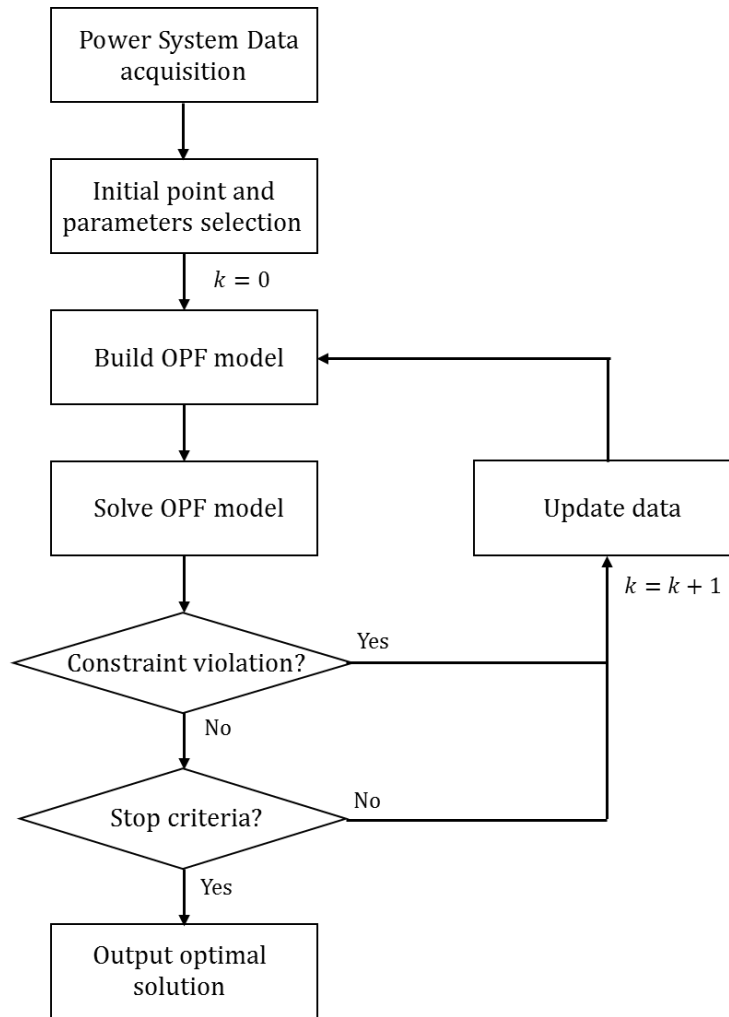 Power System Data
acquisition
Initial point and
parameters selection
k = 0
Build OPF model
Solve OPF model
Update data
k = k + 1
Constraint violation?
Yes
No
Stop criteria?
No
Yes
Output optimal
solution